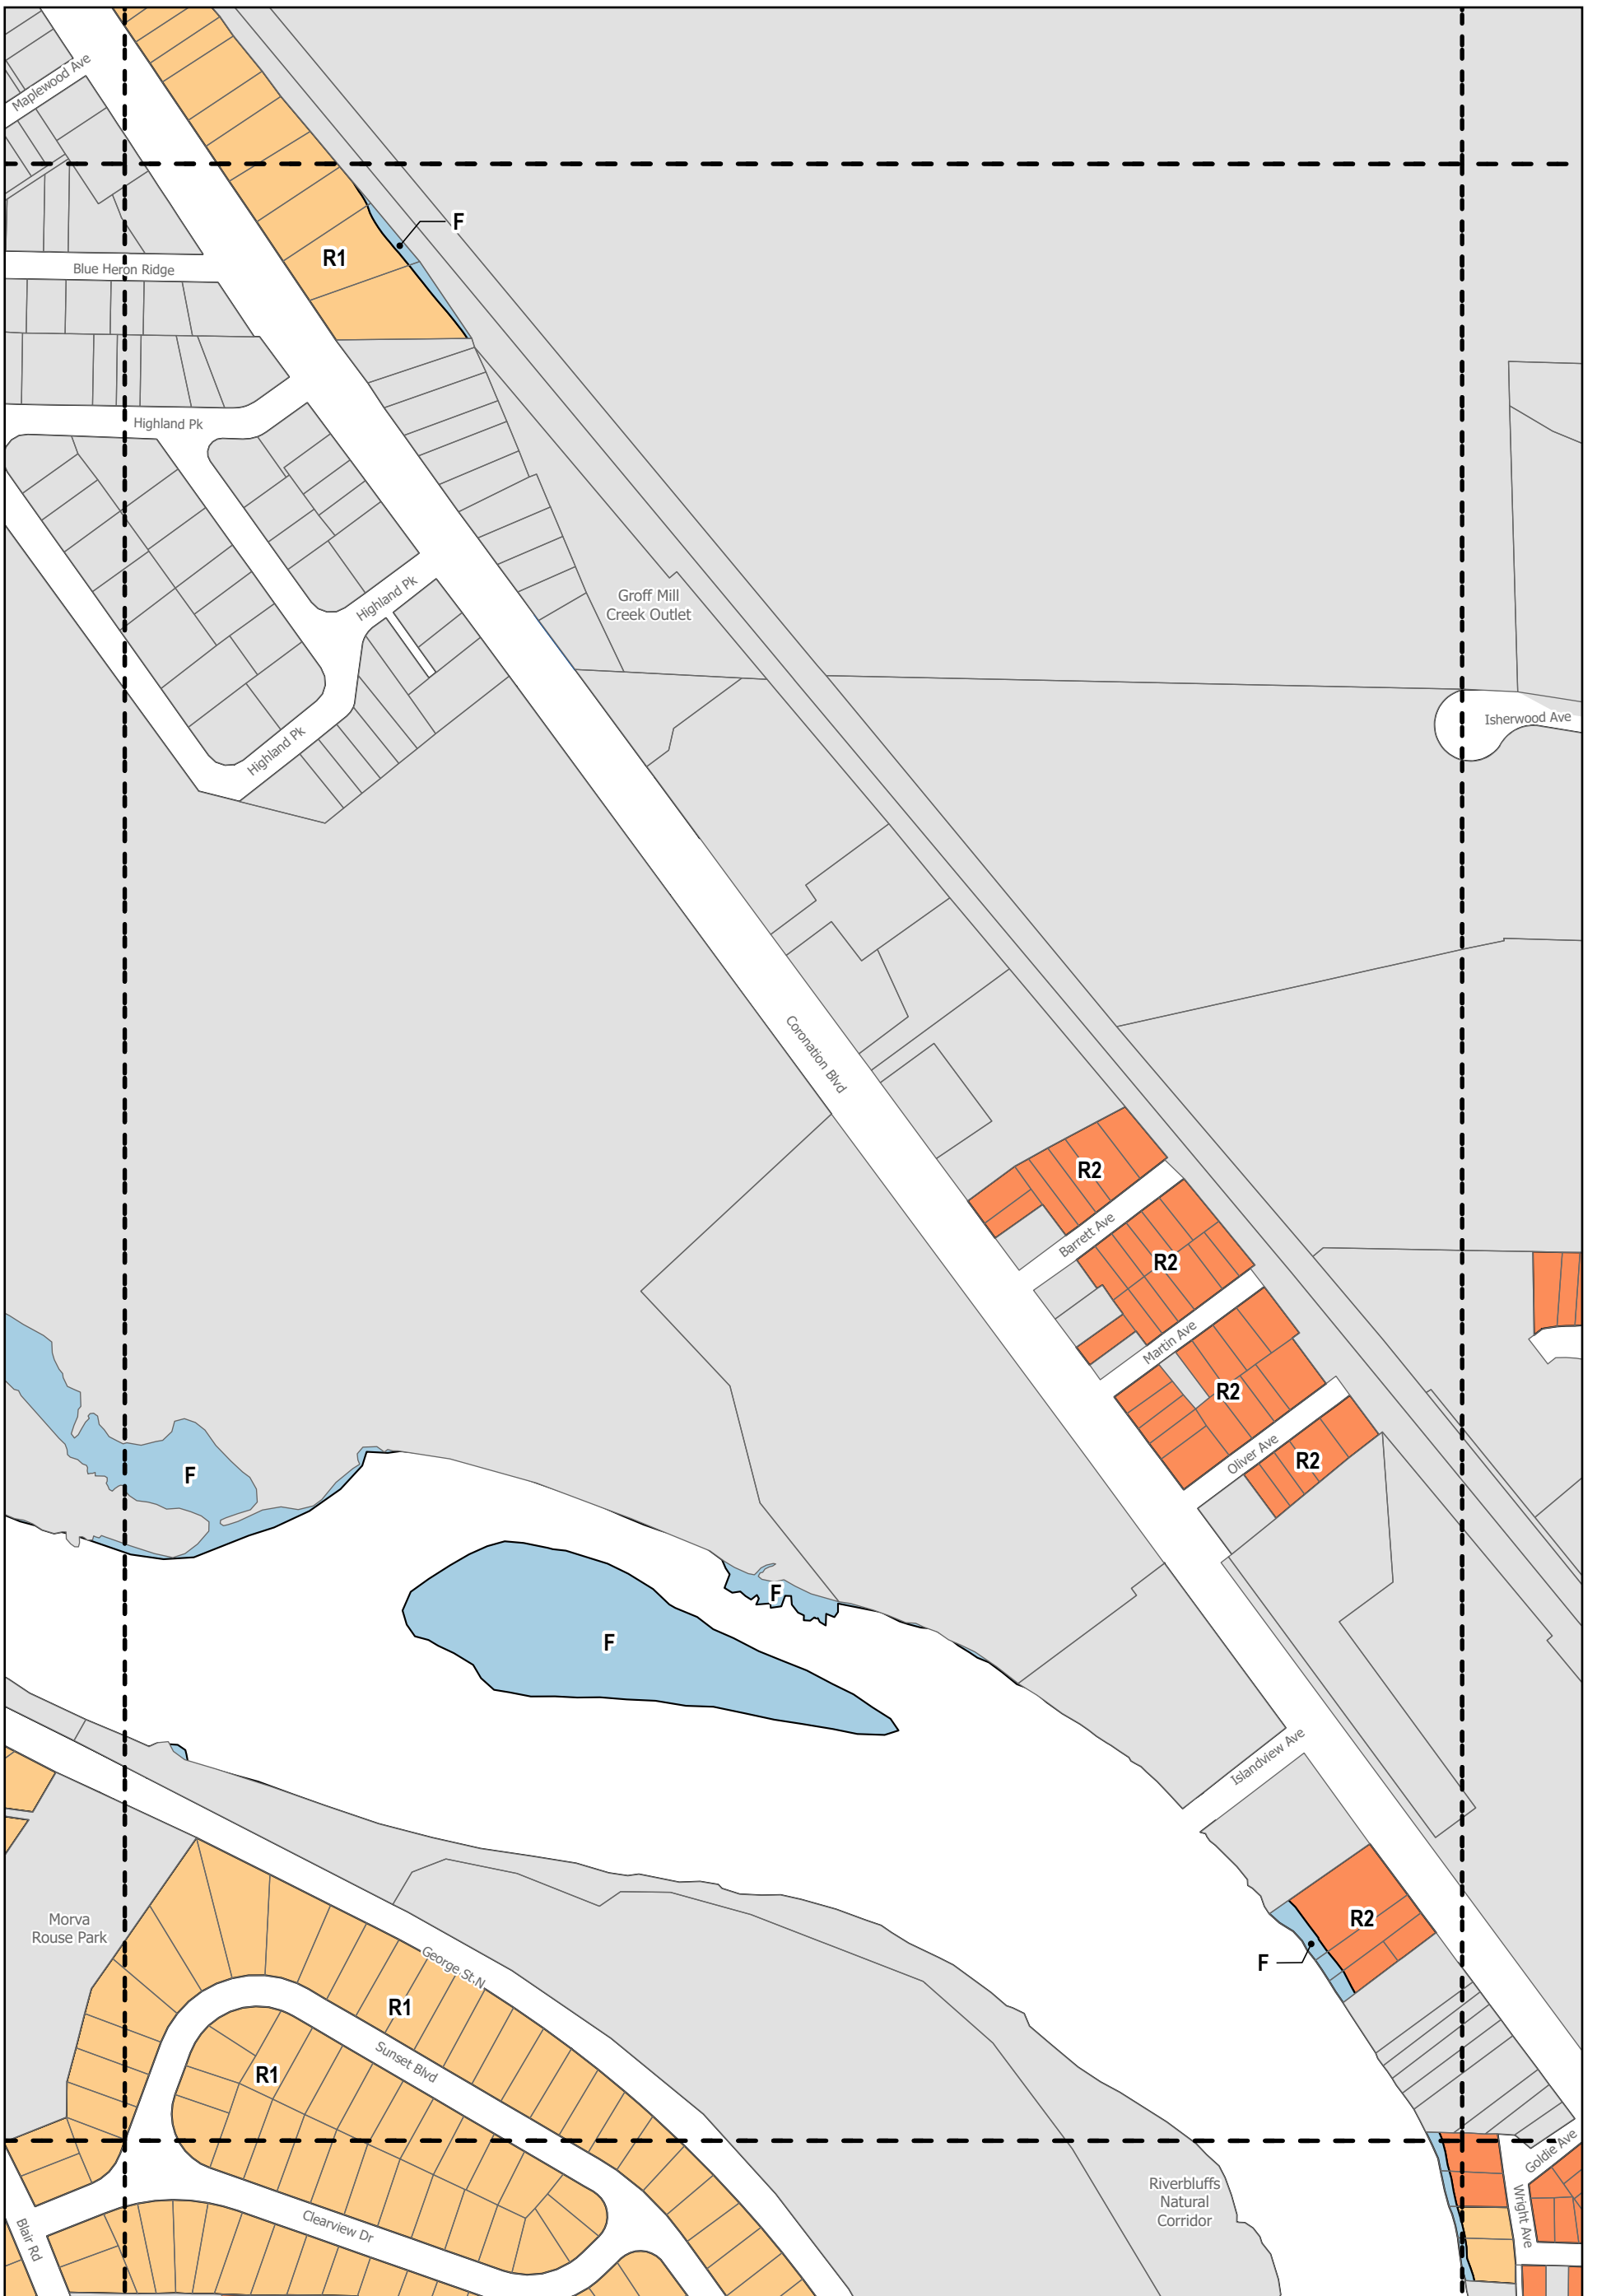 Maplewood Ave
F
R1
Blue Heron Ridge
Highland Pk
Highland Pk
Groff Mill
Creek Outlet
Isherwood Ave
Highland Pk
Coronation Blvd
R2
Barrett Ave
R2
Martin Ave
R2
Oliver Ave
R2
F
F
F
Islandview Ave
R2
Morva
Rouse Park
F
George St N
R1
Sunset Blvd
R1
Goldie Ave
Riverbluffs
Natural
Corridor
Wright Ave
Clearview Dr
Blair Rd